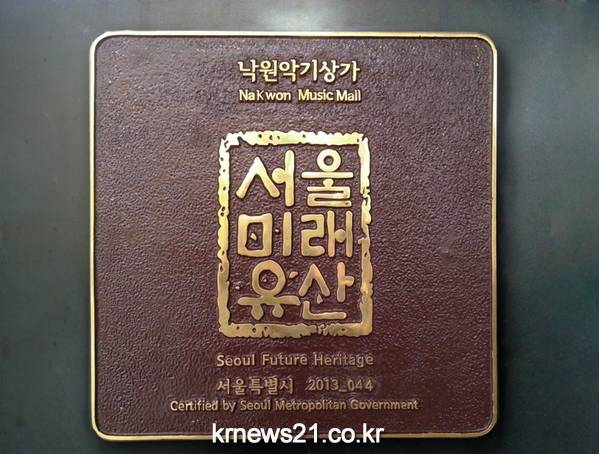 낙원악기상가
Nakwon Music Mall
서울
미래
유산
Seoul Future Heritage
서울특별시 2013_044
Certified by Seoul Metropolitan Government
krnews21.co.kr